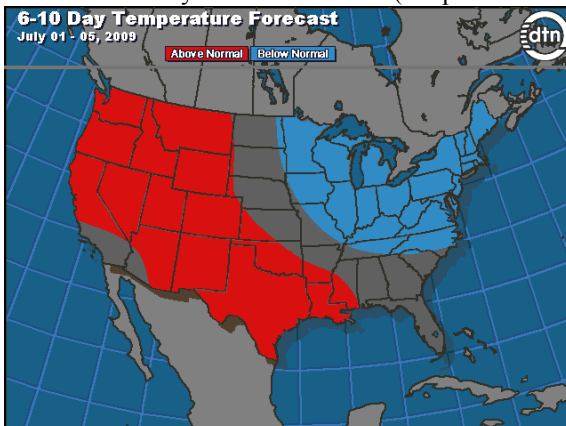 6-10 Day Temperature Forecast
July 01 - 05, 2009
dtn
Above Normal Below Normal